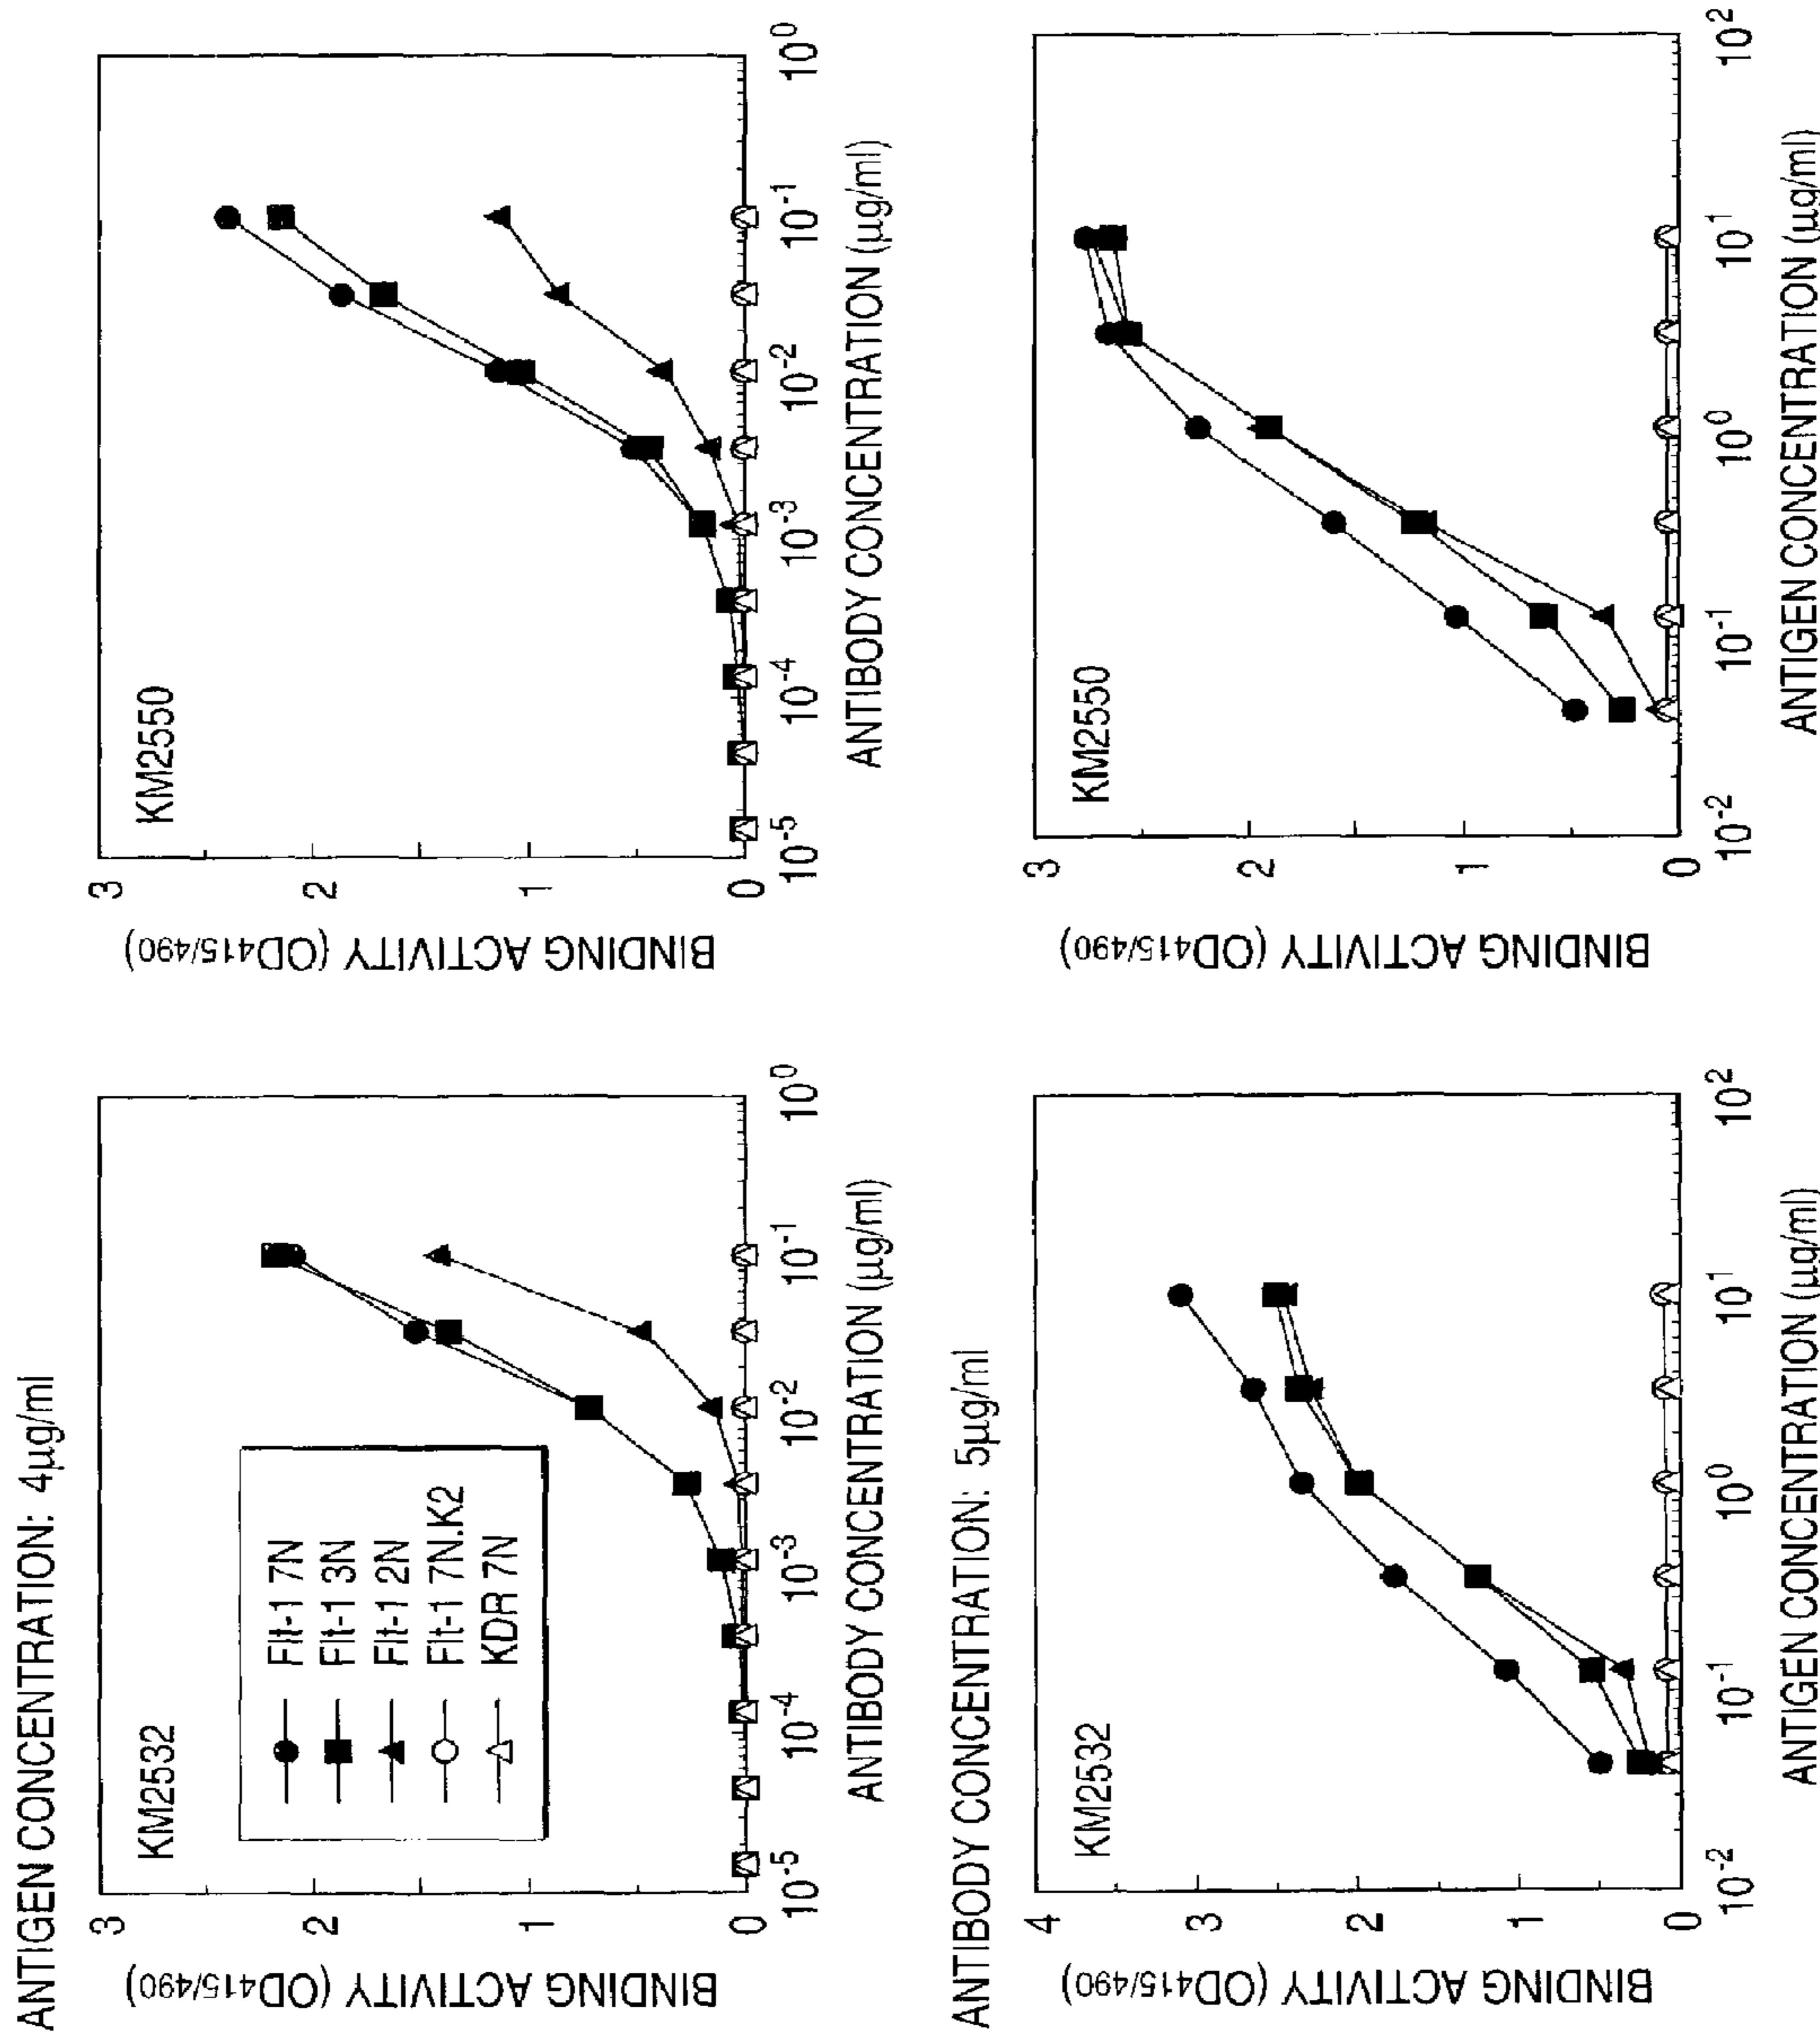 ANTIGEN CONCENTRATION: 4µg/ml
BINDING ACTIVITY (OD415/490)
3
2
1
0
KM2532
Flt-1 7N
Flt-1 3N
Flt-1 2N
Flt-1 7N.K2
KDR 7N
10⁻⁵ 10⁻⁴ 10⁻³ 10⁻² 10⁻¹ 10⁰
ANTIBODY CONCENTRATION (µg/ml)
BINDING ACTIVITY (OD415/490)
3
2
1
0
KM2550
10⁻⁵ 10⁻⁴ 10⁻³ 10⁻² 10⁻¹ 10⁰
ANTIBODY CONCENTRATION (µg/ml)
ANTIBODY CONCENTRATION: 5µg/ml
BINDING ACTIVITY (OD415/490)
4
3
2
1
0
KM2532
10⁻² 10⁻¹ 10⁰ 10¹ 10²
ANTIGEN CONCENTRATION (µg/ml)
BINDING ACTIVITY (OD415/490)
3
2
1
0
KM2550
10⁻² 10⁻¹ 10⁰ 10¹ 10²
ANTIGEN CONCENTRATION (µg/ml)